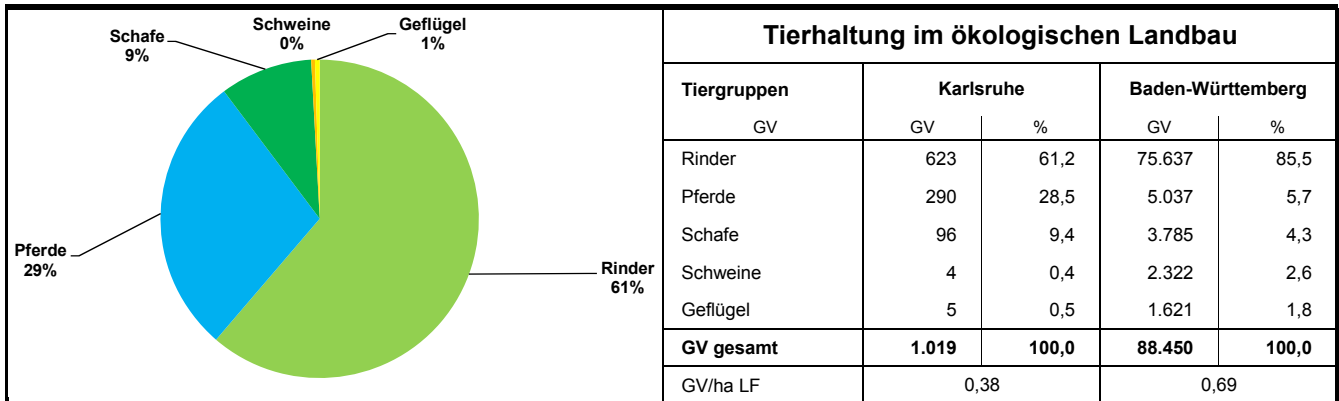 Schafe
9%
Schweine
0%
Geflügel
1%
Pferde
29%
Rinder
61%
Tierhaltung im ökologischen Landbau
Tiergruppen Karlsruhe Baden-Württemberg
GV GV % GV %
Rinder 623 61,2 75.637 85,5
Pferde 290 28,5 5.037 5,7
Schafe 96 9,4 3.785 4,3
Schweine 4 0,4 2.322 2,6
Geflügel 5 0,5 1.621 1,8
GV gesamt 1.019 100,0 88.450 100,0
GV/ha LF 0,38 0,69